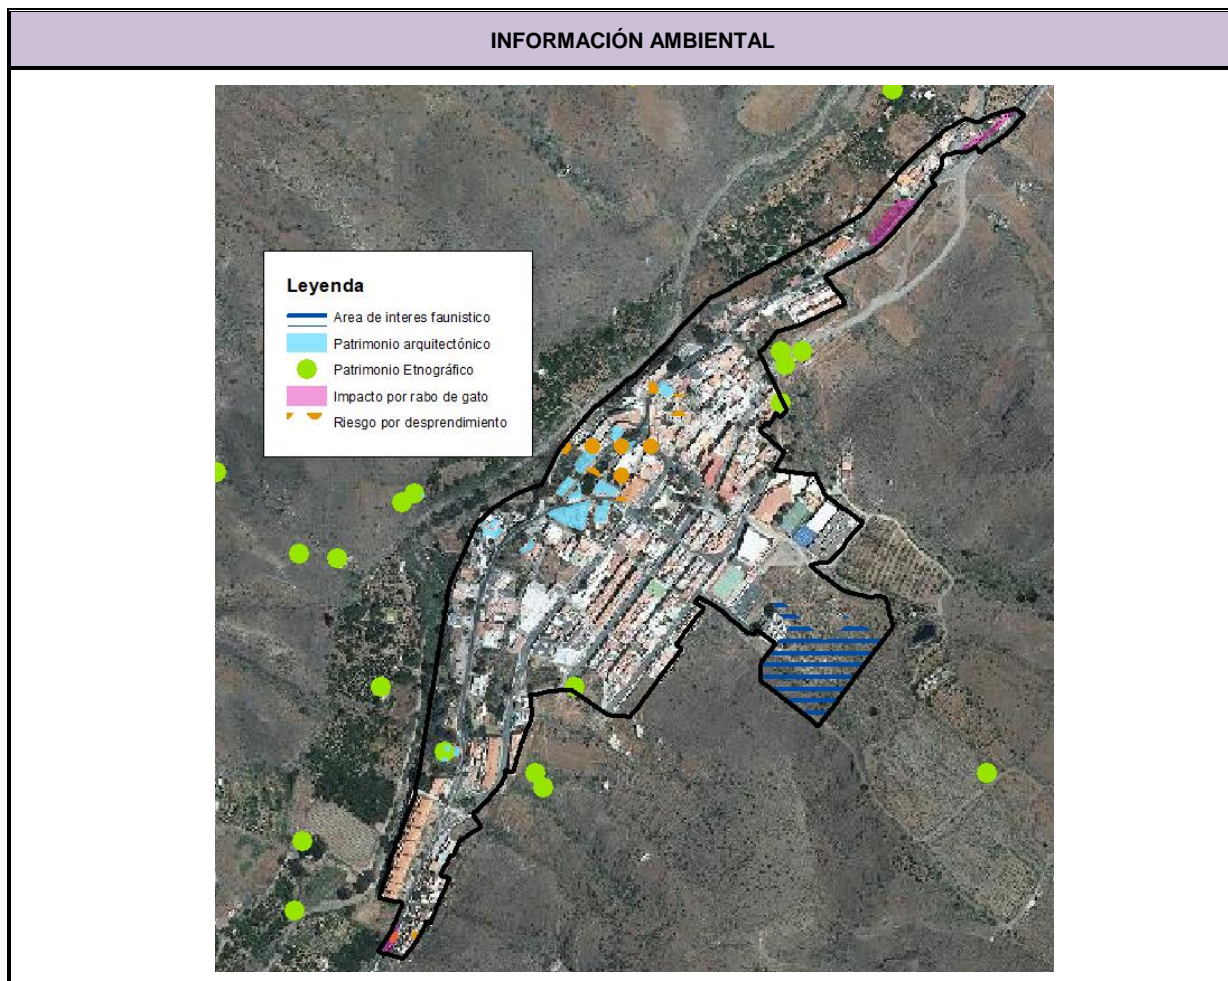 INFORMACIÓN AMBIENTAL
Leyenda
Area de interes faunistico
Patrimonio arquitectónico
Patrimonio Etnográfico
Impacto por rabo de gato
Riesgo por desprendimiento